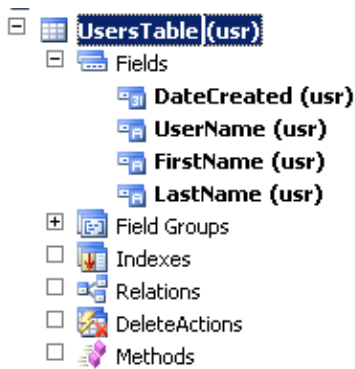 UsersTable (usr)
Fields
DateCreated (usr)
UserName (usr)
FirstName (usr)
LastName (usr)
Field Groups
Indexes
Relations
DeleteActions
Methods